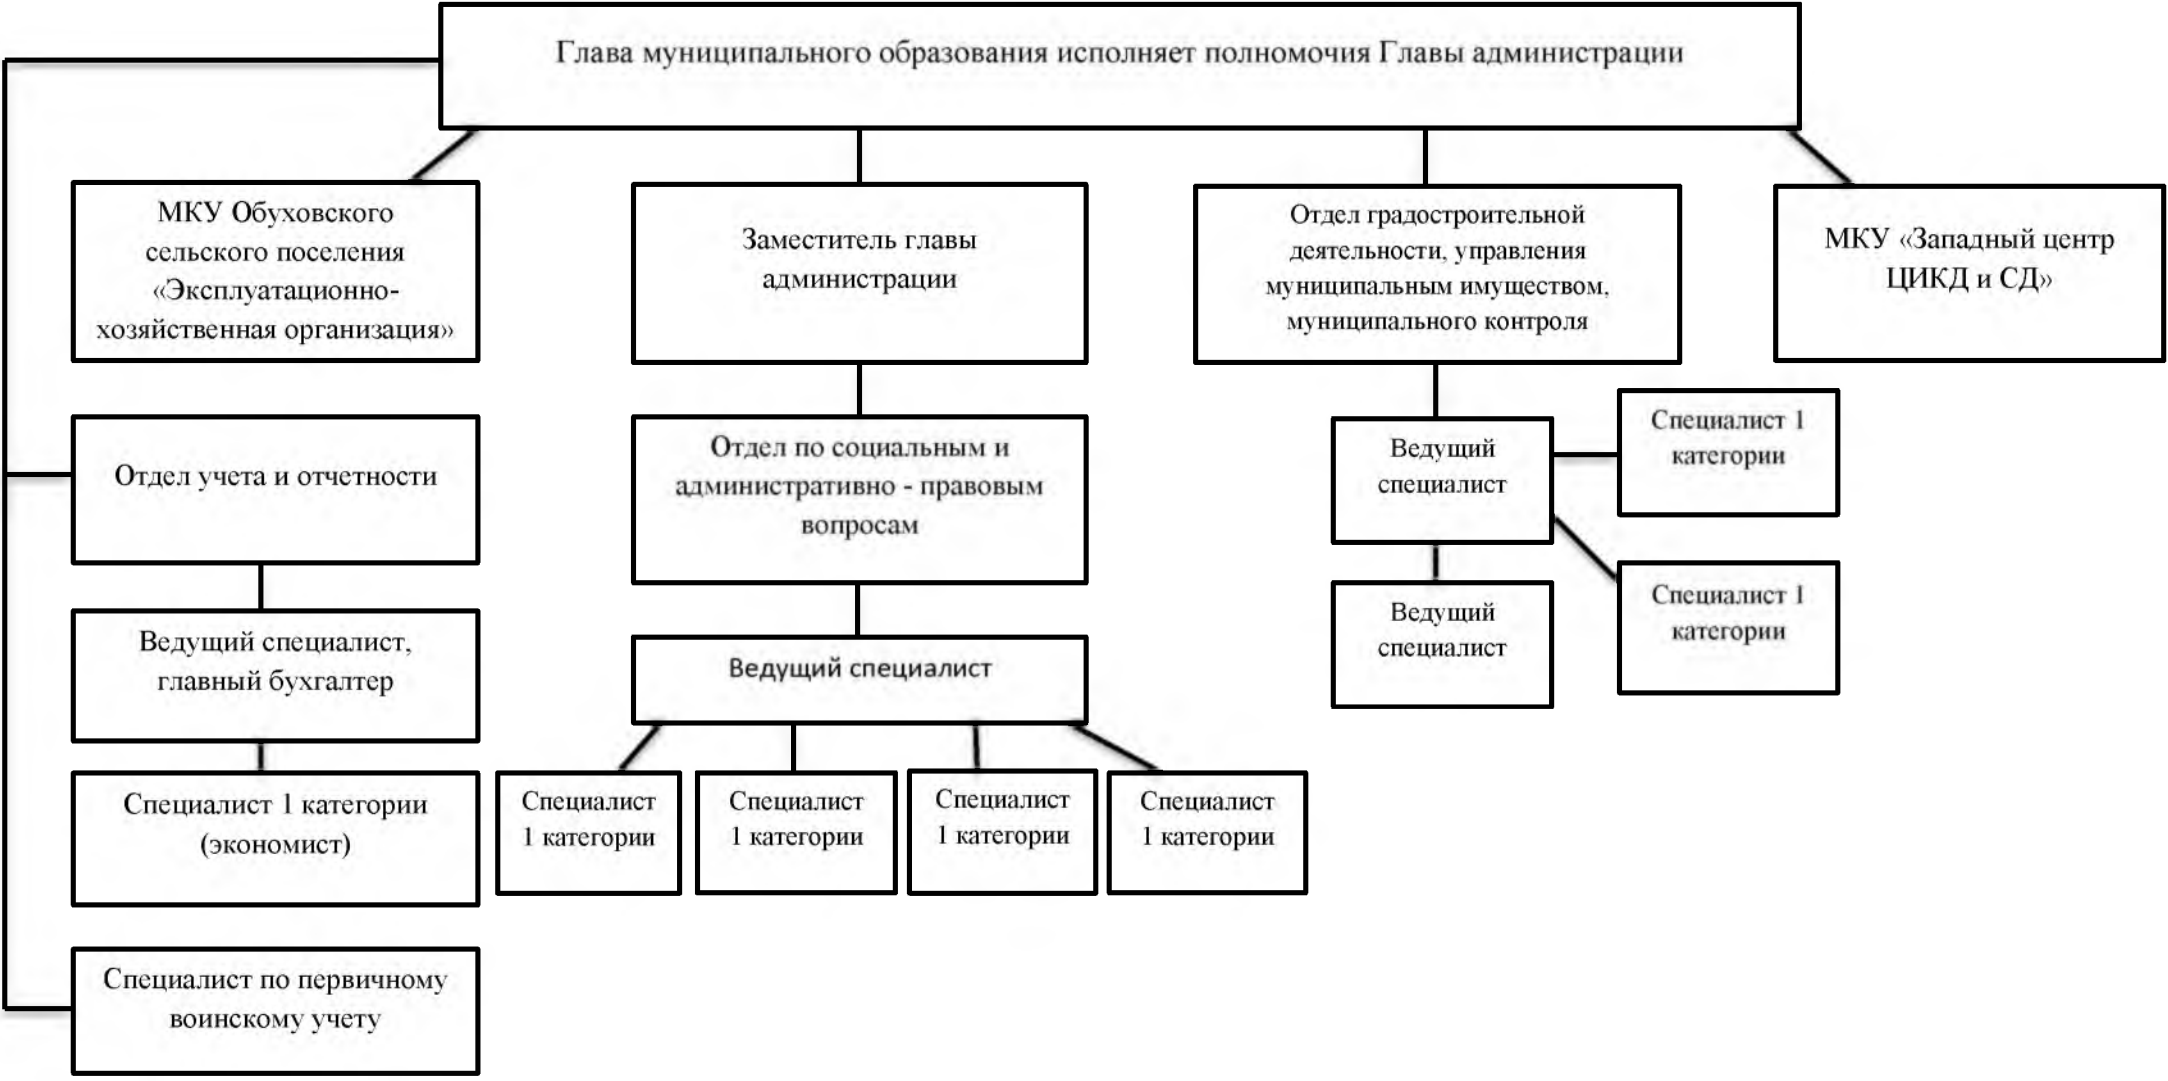 Глава муниципального образования исполняет полномочия Главы администрации
МКУ Обуховского
сельского поселения
«Эксплуатационно-
хозяйственная организация»
Заместитель главы
администрации
Отдел градостроительной
деятельности, управления
муниципальным имуществом,
муниципального контроля
МКУ «Западный центр
ЦИКД и СД»
Отдел учета и отчетности
Отдел по социальным и
административно - правовым
вопросам
Ведущий
специалист
Специалист 1
категории
Ведущий специалист,
главный бухгалтер
Ведущий специалист
Ведущий
специалист
Специалист 1
категории
Специалист 1 категории
(экономист)
Специалист
1 категории
Специалист
1 категории
Специалист
1 категории
Специалист
1 категории
Специалист по первичному
воинскому учету